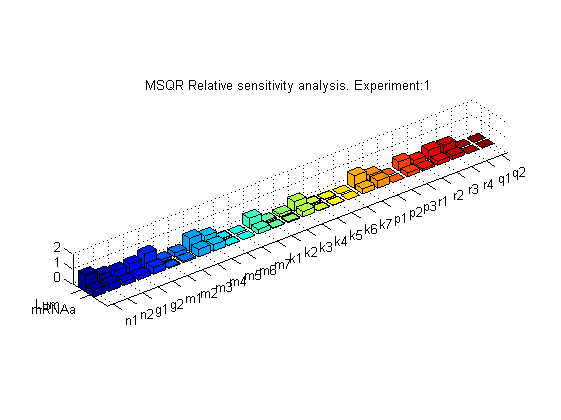 MSQR Relative sensitivity analysis. Experiment:1
2
1
0
mRNAa
n1
n2
g1
g2
m1
m2
m3
m4
m5
m6
m7
k1
k2
k3
k4
k5
k6
k7
p1
p2
p3
r1
r2
r3
r4
q1
q2